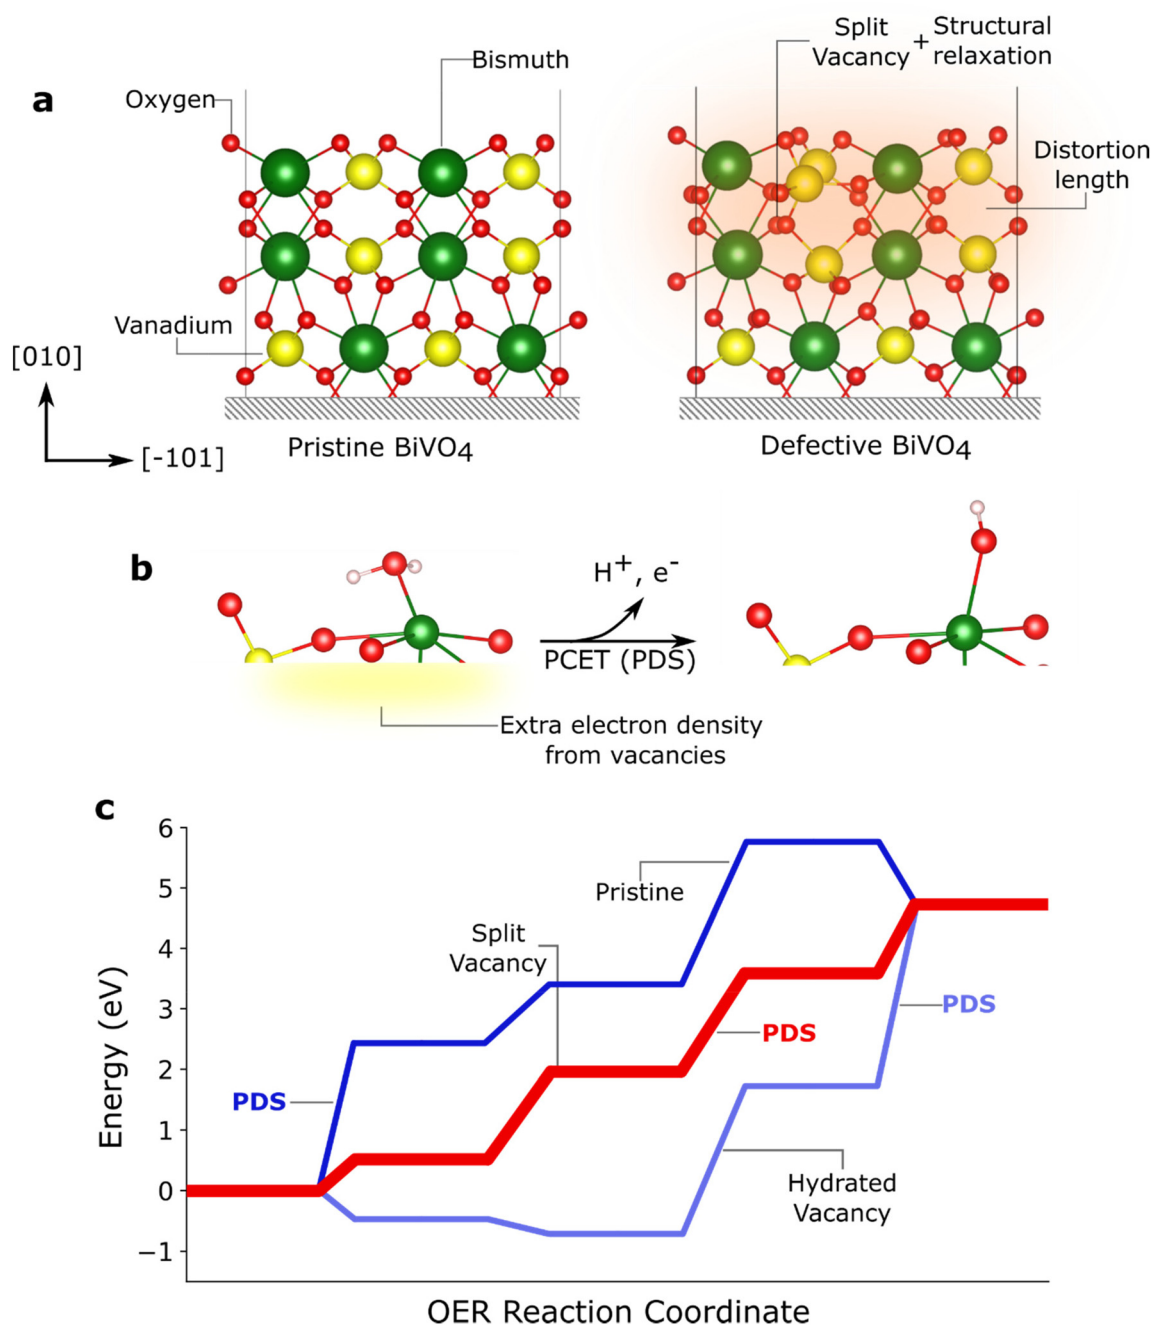 a
Oxygen
Bismuth
Vanadium
[010]
[-101]
Pristine BiVO4
Split
Vacancy
+
Structural
relaxation
Distortion
length
Defective BiVO4
b
H+, e-
PCET (PDS)
Extra electron density
from vacancies
c
Energy (eV)
6
5
4
3
2
1
0
−1
Pristine
Split
Vacancy
PDS
PDS
PDS
Hydrated
Vacancy
OER Reaction Coordinate